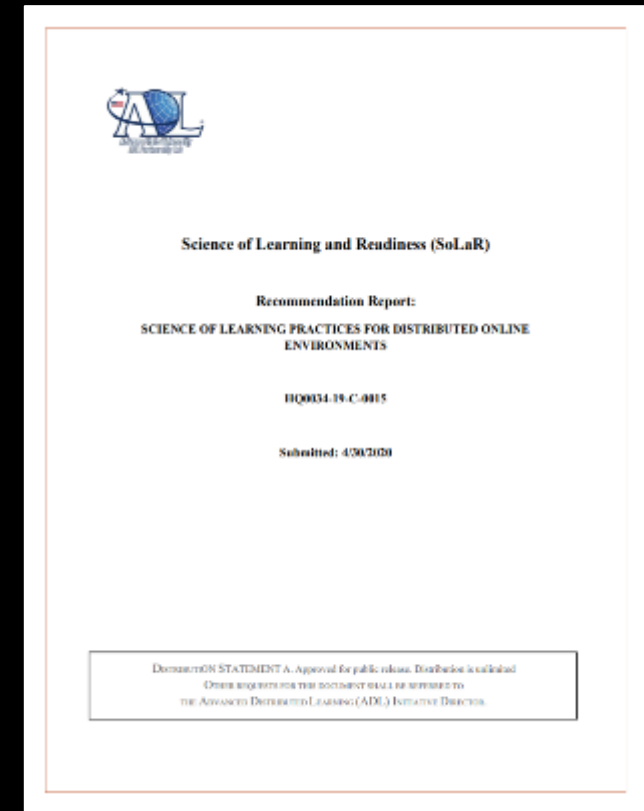 ADL
Science of Learning and Readiness (SoLaR)
Recommendation Report:
SCIENCE OF LEARNING PRACTICES FOR DISTRIBUTED ONLINE
ENVIRONMENTS
HQ0034-19-C-0015
Submitted: 4/30/2020
DISTRIBUTION STATEMENT A. Approved for public release. Distribution is unlimited
OTHER REQUESTS FOR THIS DOCUMENT SHALL BE REFERRED TO
THE ADVANCED DISTRIBUTED LEARNING (ADL) INITIATIVE DIRECTOR.